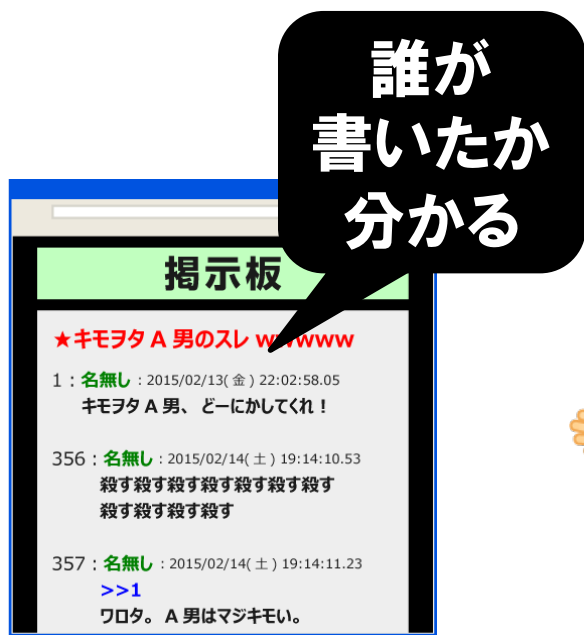 誰が
書いたか
分かる
掲示板
★キモヲタ A 男のスレ wwwwww
1：名無し：2015/02/13( 金 ) 22:02:58.05
キモヲタ A 男、どーにかしてくれ！
356：名無し：2015/02/14( 土 ) 19:14:10.53
殺す殺す殺す殺す殺す殺す殺す
殺す殺す殺す殺す
357：名無し：2015/02/14( 土 ) 19:14:11.23
>>1
ワロタ。A 男はマジキモい。